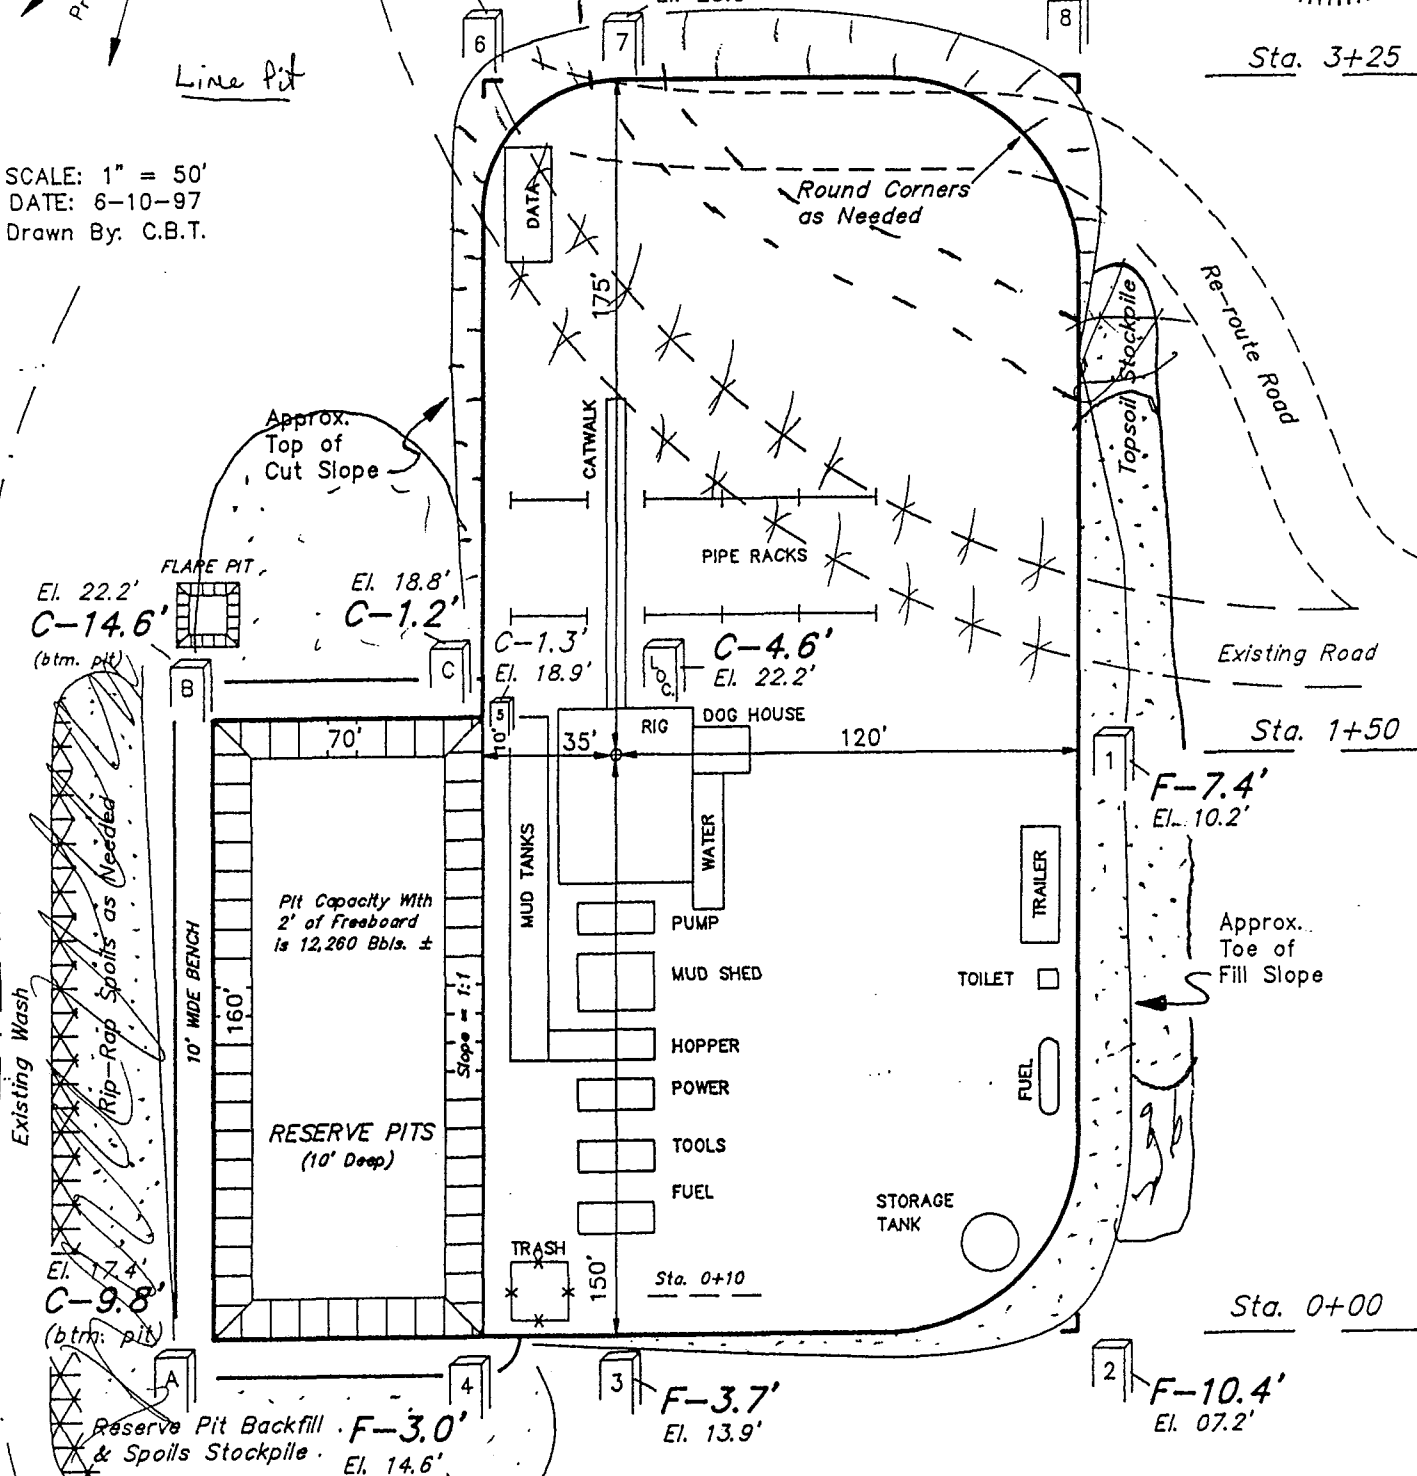 6
7
8
Sta. 3+25
Line Pit
SCALE: 1" = 50'
DATE: 6-10-97
Drawn By: C.B.T.
DATA
Round Corners
as Needed
175'
Topsoil Stockpile
Re-route Road
Approx.
Top of
Cut Slope
CATWALK
PIPE RACKS
FLARE PIT
El. 22.2'
C-14.6'
(btm. pit)
El. 18.8'
C-1.2'
C-1.3'
El. 18.9'
C-4.6'
El. 22.2'
Existing Road
B
C
LOC.
5
10'
70'
35'
RIG
DOG HOUSE
120'
Sta. 1+50
1
F-7.4'
El. 10.2'
MUD TANKS
WATER
TRAILER
Pit Capacity With
2' of Freeboard
is 12,260 Bbls. ±
PUMP
MUD SHED
TOILET
Approx.
Toe of
Fill Slope
Existing Wash
Rip-Rap Spoils as Needed
10' WIDE BENCH
160'
Slope = 1:1
HOPPER
POWER
FUEL
RESERVE PITS
(10' Deep)
TOOLS
FUEL
STORAGE
TANK
TRASH
150'
Sta. 0+10
El. 17.4'
C-9.8'
(btm. pit)
Sta. 0+00
A
4
3
2
F-3.7'
El. 13.9'
F-10.4'
El. 07.2'
Reserve Pit Backfill
& Spoils Stockpile
F-3.0'
El. 14.6'